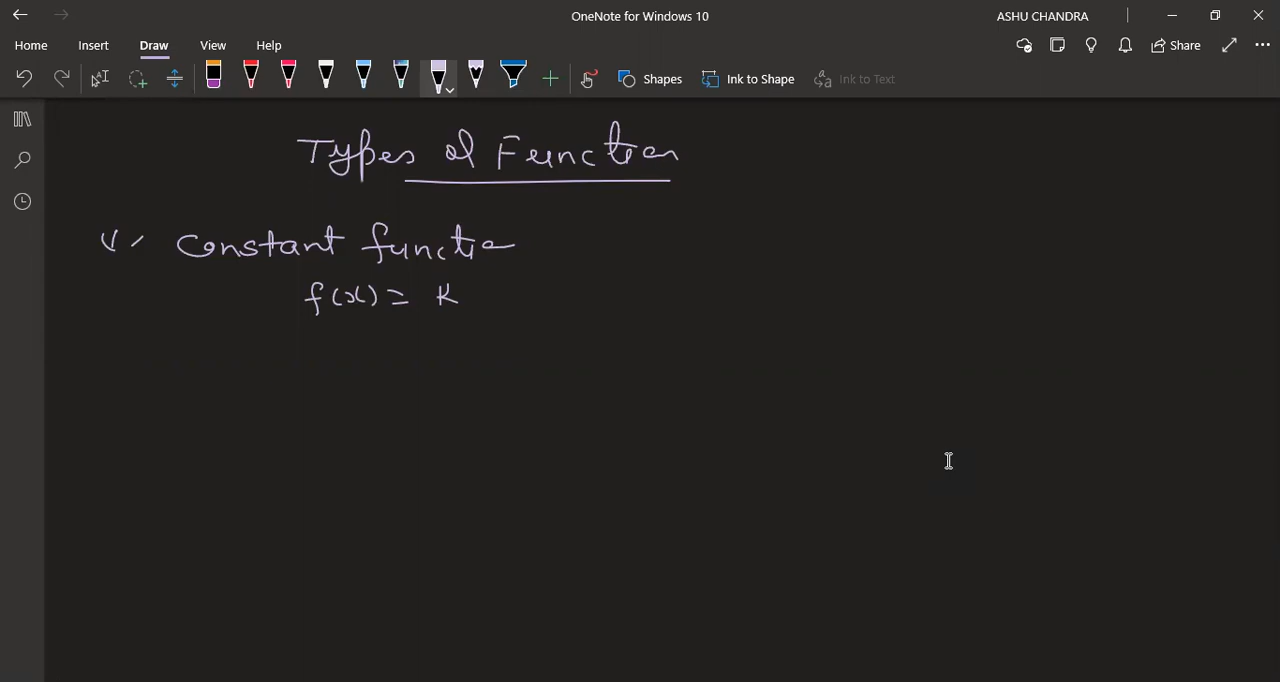 OneNote for Windows 10
ASHU CHANDRA
Home Insert Draw View Help
Share
Shapes Ink to Shape Ink to Text
Types of Function
Constant function
f(x) = K